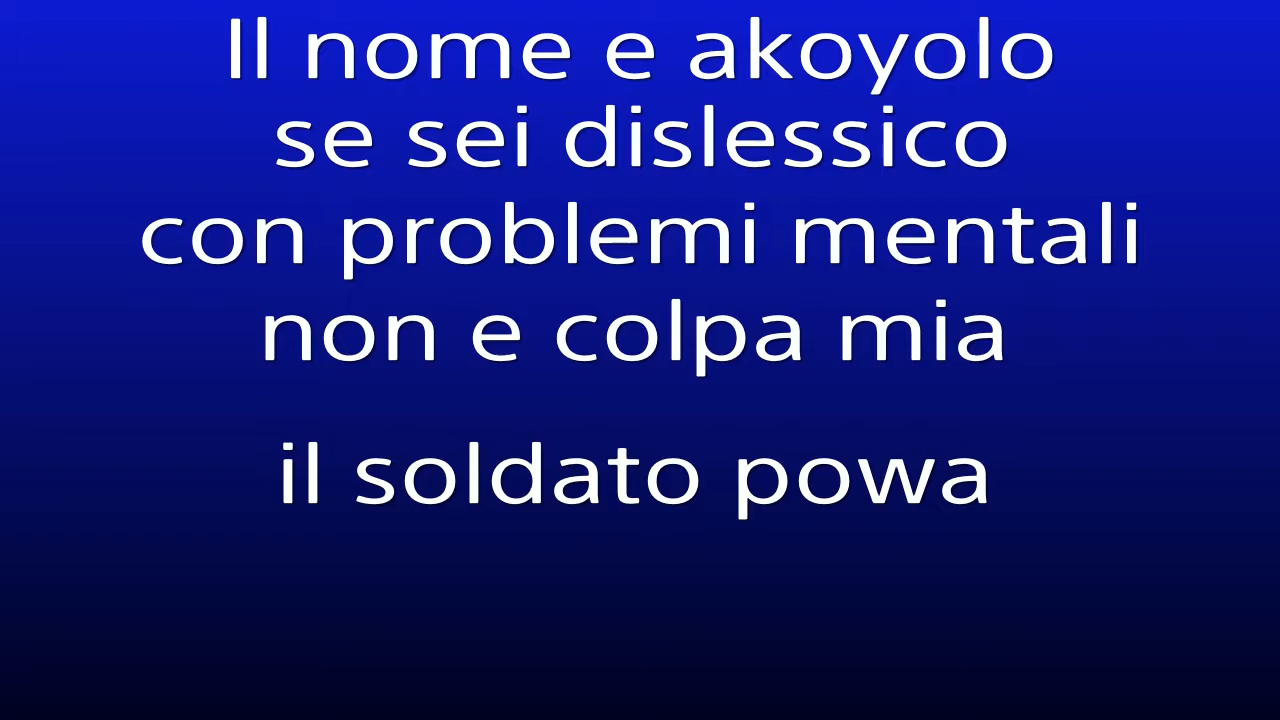 Il nome e akoyolo
se sei dislessico
con problemi mentali
non e colpa mia
il soldato powa